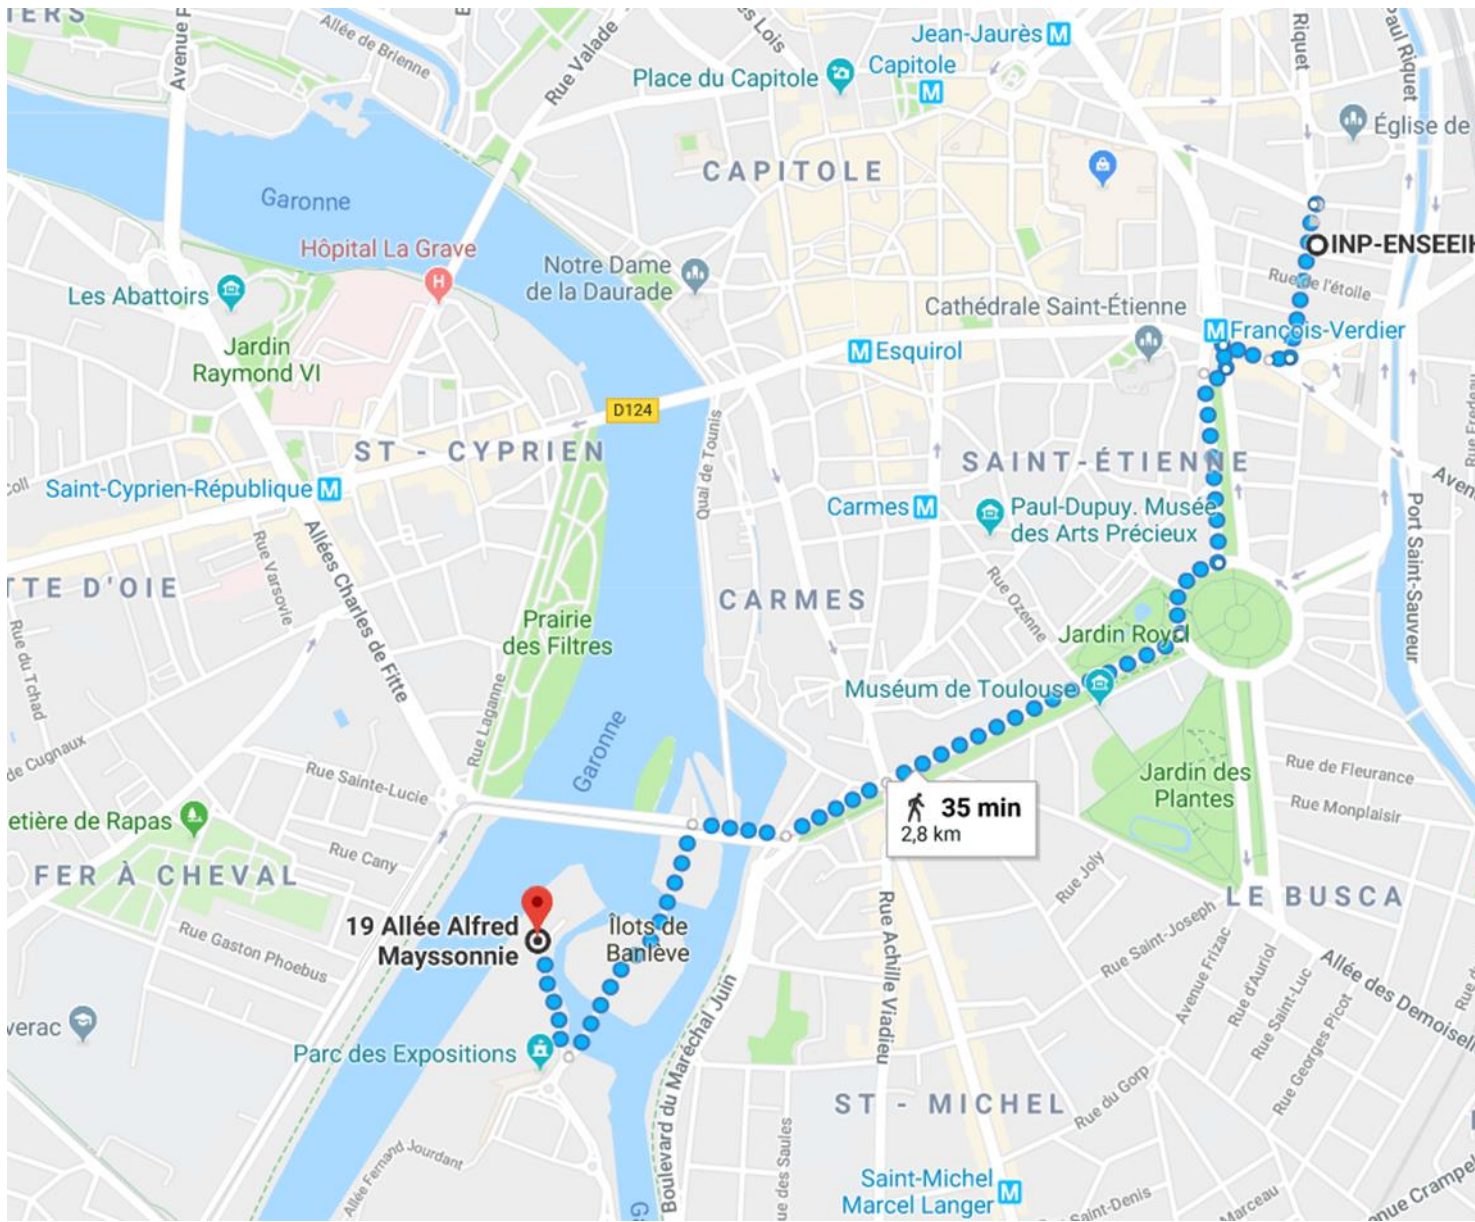 IERS
Allée de Brienne
Avenue
Rue Valade
Jean-Jaurès M
Capitole
M
Place du Capitole
Riquet
Paul Riquet
Église de
CAPITOLE
Garonne
Hôpital La Grave
H
Notre Dame
de la Daurade
INP-ENSEEIH
Rue de l'étoile
Les Abattoirs
Cathédrale Saint-Étienne
M François-Verdier
Jardin
Raymond VI
M Esquirol
D124
Quai de Tounis
ST - CYPRIEN
SAINT-ÉTIENNE
Saint-Cyprien-République M
Carmes M
Paul-Dupuy. Musée
des Arts Précieux
Port Saint-Sauveur
Rue Varsovie
Allées Charles de Fitte
TTE D'OIE
CARMES
Rue Ozenne
Rue du Tchad
Prairie
des Filtres
Jardin Royal
Muséum de Toulouse
Rue Laganne
Garonne
de Cugnaux
Rue Sainte-Lucie
Jardin des
Plantes
Rue de Fleurance
Rue Monplaisir
35 min
2,8 km
etière de Rapas
Rue Cany
FER À CHEVAL
Rue Joly
LE BUSCA
19 Allée Alfred
Mayssonnie
Îlots de
Banlève
Rue Gaston Phoebus
Rue Achille Viadieu
Rue Saint-Joseph
Avenue Frizac
Rue d'Auriol
Rue Saint-Luc
Rue Georges Picot
Allée des Demoiselle
verac
Parc des Expositions
Boulevard du Maréchal Juin
ST - MICHEL
Rue du Gorp
Allée Fernand Jourdant
rue des Saules
Saint-Michel
Marcel Langer M
Saint-Denis
Marceau
enue Crampel